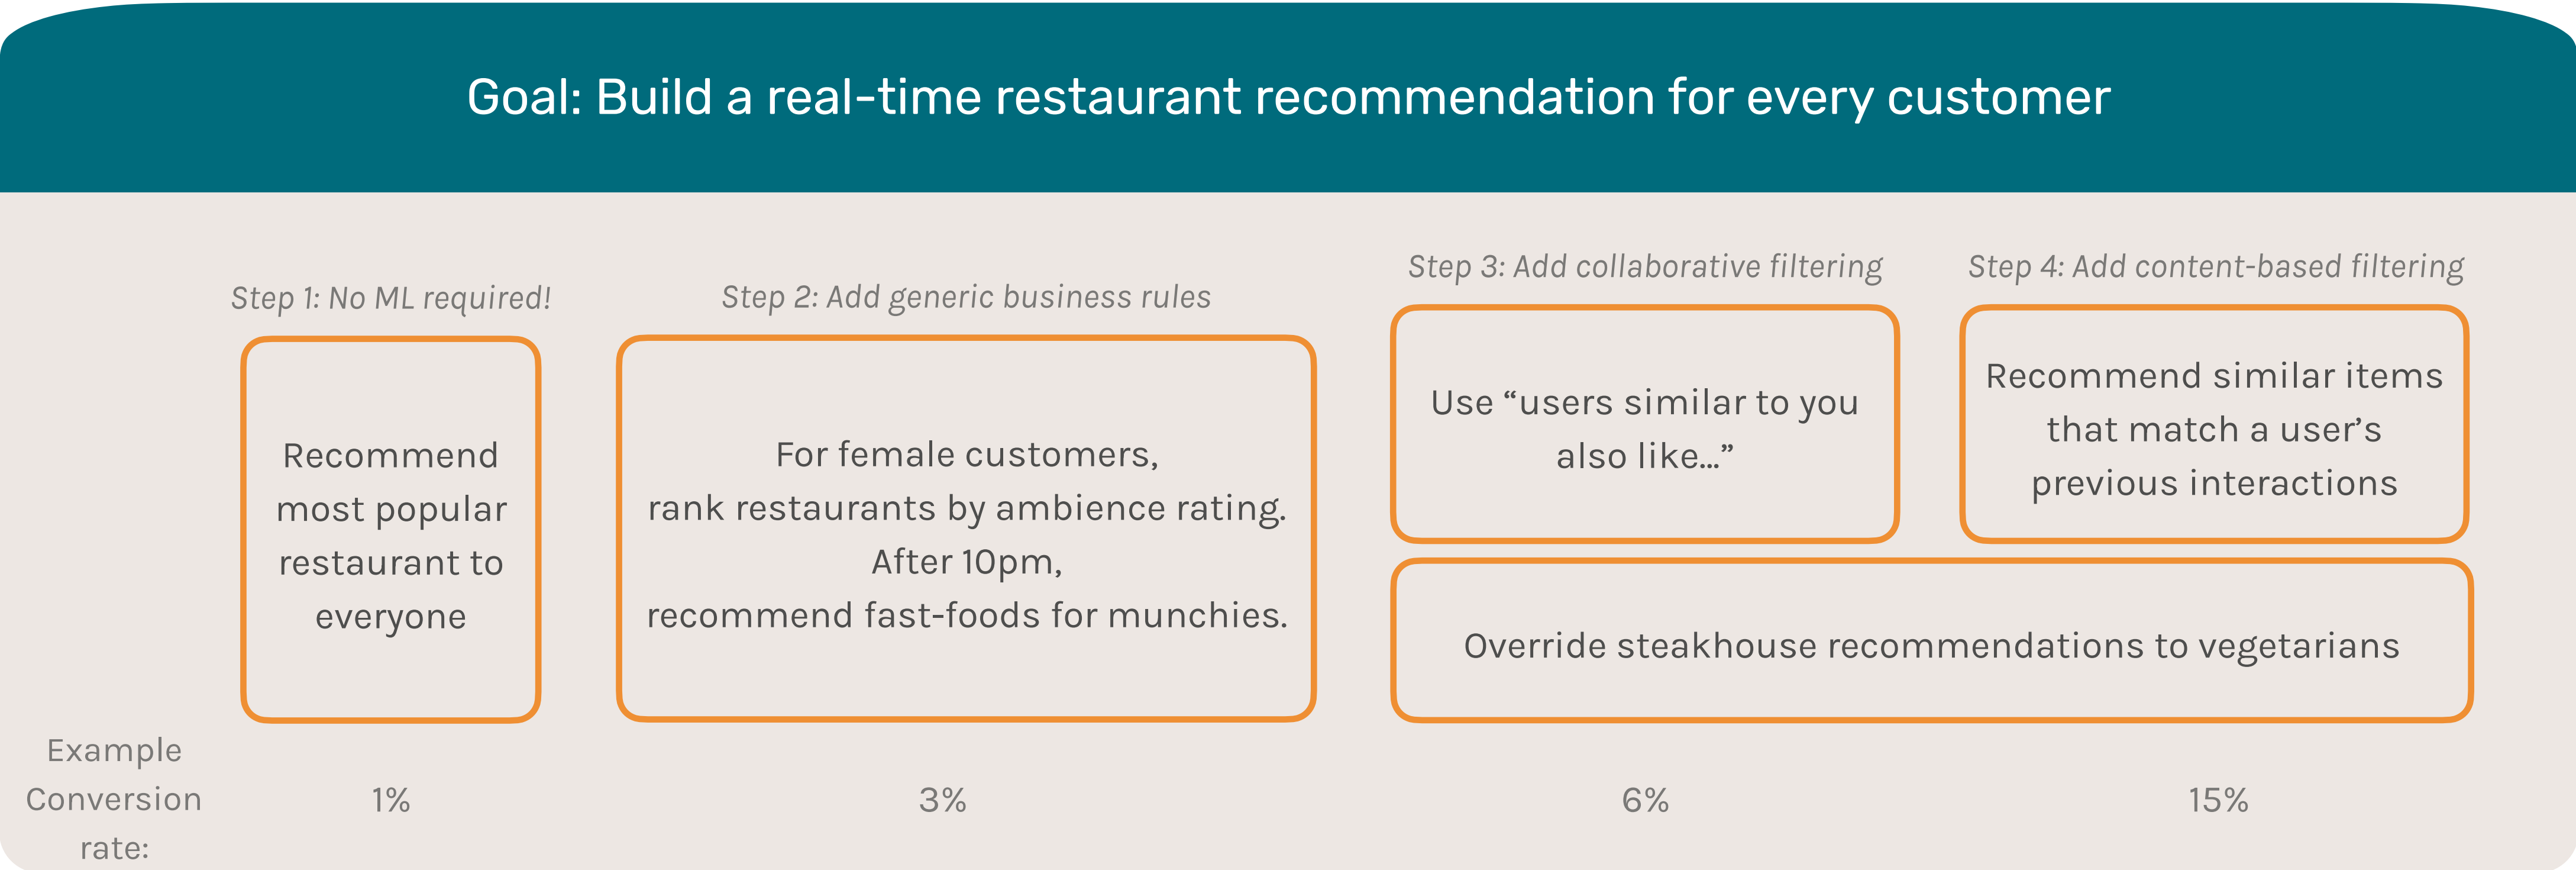 Goal: Build a real-time restaurant recommendation for every customer
Step 1: No ML required!
Recommend
most popular
restaurant to
everyone
Step 2: Add generic business rules
For female customers,
rank restaurants by ambience rating.
After 10pm,
recommend fast-foods for munchies.
Step 3: Add collaborative filtering
Use “users similar to you
also like...”
Step 4: Add content-based filtering
Recommend similar items
that match a user’s
previous interactions
Override steakhouse recommendations to vegetarians
Example
Conversion
rate:
1%
3%
6%
15%